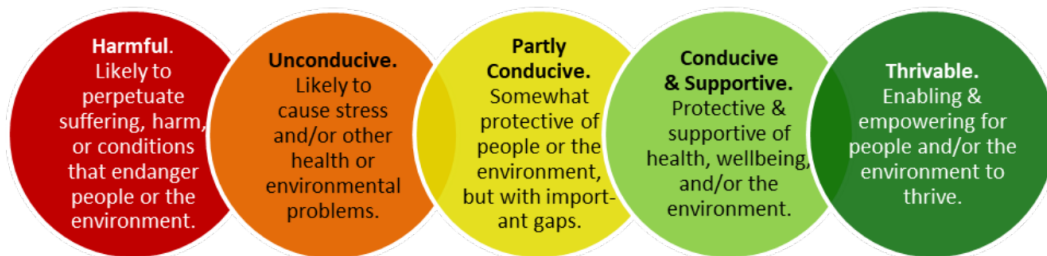 Harmful.
Likely to
perpetuate
suffering, harm,
or conditions
that endanger
people or the
environment.
Unconducive.
Likely to
cause stress
and/or other
health or
environmental
problems.
Partly
Conducive.
Somewhat
protective of
people or the
environment,
but with import-
ant gaps.
Conducive
& Supportive.
Protective &
supportive of
health, wellbeing,
and/or the
environment.
Thrivable.
Enabling &
empowering for
people and/or the
environment to
thrive.